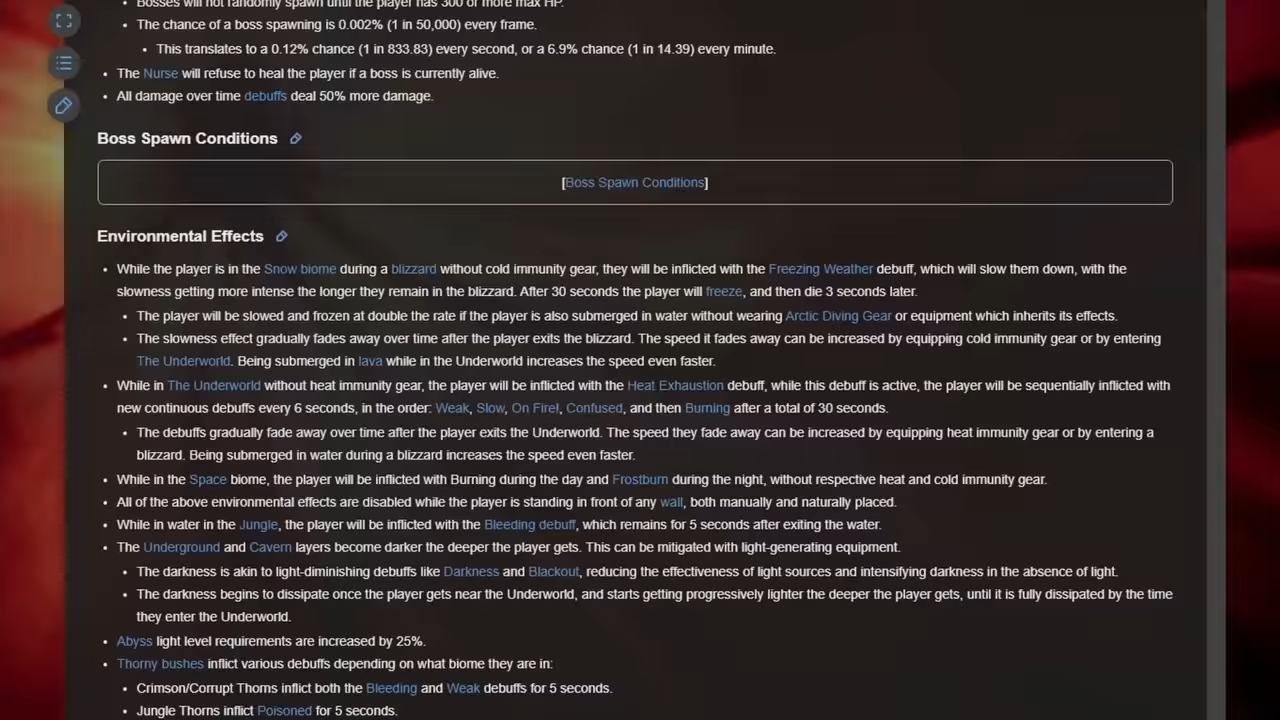 Bosses will not randomly spawn until the player has 300 or more max HP.
The chance of a boss spawning is 0.002% (1 in 50,000) every frame.
This translates to a 0.12% chance (1 in 833.83) every second, or a 6.9% chance (1 in 14.39) every minute.
The Nurse will refuse to heal the player if a boss is currently alive.
All damage over time debuffs deal 50% more damage.
Boss Spawn Conditions
[Boss Spawn Conditions]
Environmental Effects
While the player is in the Snow biome during a blizzard without cold immunity gear, they will be inflicted with the Freezing Weather debuff, which will slow them down, with the
slowness getting more intense the longer they remain in the blizzard. After 30 seconds the player will freeze, and then die 3 seconds later.
The player will be slowed and frozen at double the rate if the player is also submerged in water without wearing Arctic Diving Gear or equipment which inherits its effects.
The slowness effect gradually fades away over time after the player exits the blizzard. The speed it fades away can be increased by equipping cold immunity gear or by entering
The Underworld. Being submerged in lava while in the Underworld increases the speed even faster.
While in The Underworld without heat immunity gear, the player will be inflicted with the Heat Exhaustion debuff, while this debuff is active, the player will be sequentially inflicted with
new continuous debuffs every 6 seconds, in the order: Weak, Slow, On Fire!, Confused, and then Burning after a total of 30 seconds.
The debuffs gradually fade away over time after the player exits the Underworld. The speed they fade away can be increased by equipping heat immunity gear or by entering a
blizzard. Being submerged in water during a blizzard increases the speed even faster.
While in the Space biome, the player will be inflicted with Burning during the day and Frostburn during the night, without respective heat and cold immunity gear.
All of the above environmental effects are disabled while the player is standing in front of any wall, both manually and naturally placed.
While in water in the Jungle, the player will be inflicted with the Bleeding debuff, which remains for 5 seconds after exiting the water.
The Underground and Cavern layers become darker the deeper the player gets. This can be mitigated with light-generating equipment.
The darkness is akin to light-diminishing debuffs like Darkness and Blackout, reducing the effectiveness of light sources and intensifying darkness in the absence of light.
The darkness begins to dissipate once the player gets near the Underworld, and starts getting progressively lighter the deeper the player gets, until it is fully dissipated by the time
they enter the Underworld.
Abyss light level requirements are increased by 25%.
Thorny bushes inflict various debuffs depending on what biome they are in:
Crimson/Corrupt Thorns inflict both the Bleeding and Weak debuffs for 5 seconds.
Jungle Thorns inflict Poisoned for 5 seconds.